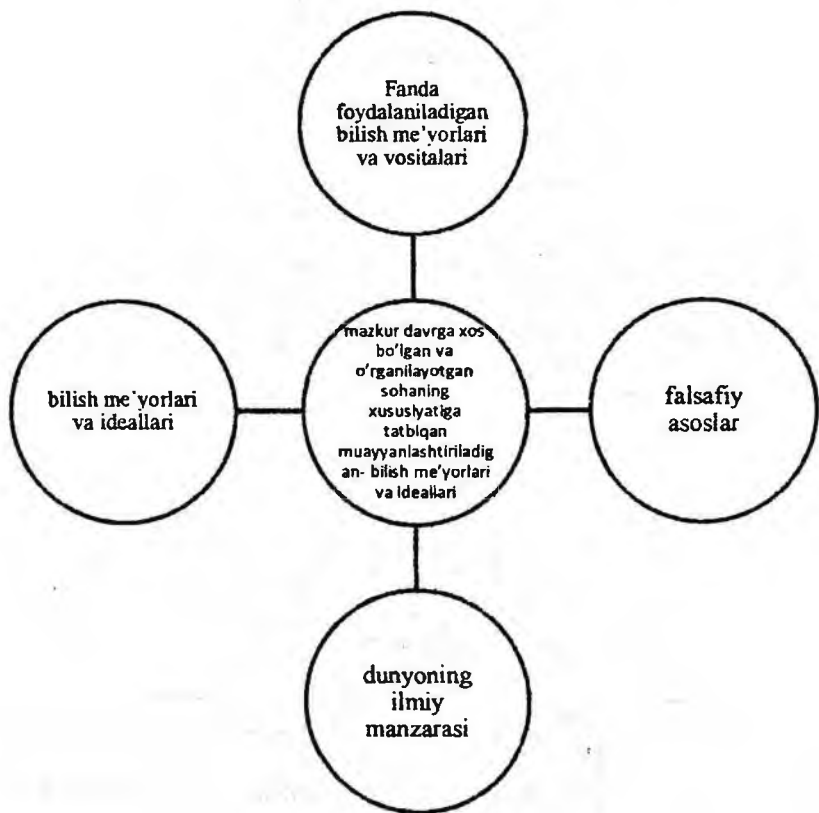 Fanda
foydalaniladigan
bilish me'yorlari
va vositalari
bilish me'yorlari
va ideallari
mazkur davrga xos
bo'lgan va
o'rganilayotgan
sohaning
xususiyatiga
tatbiqan
muayyanlashtiriladig
an- bilish me'yorlari
va ideallari
falsafiy
asoslar
dunyoning
ilmiy
manzarasi